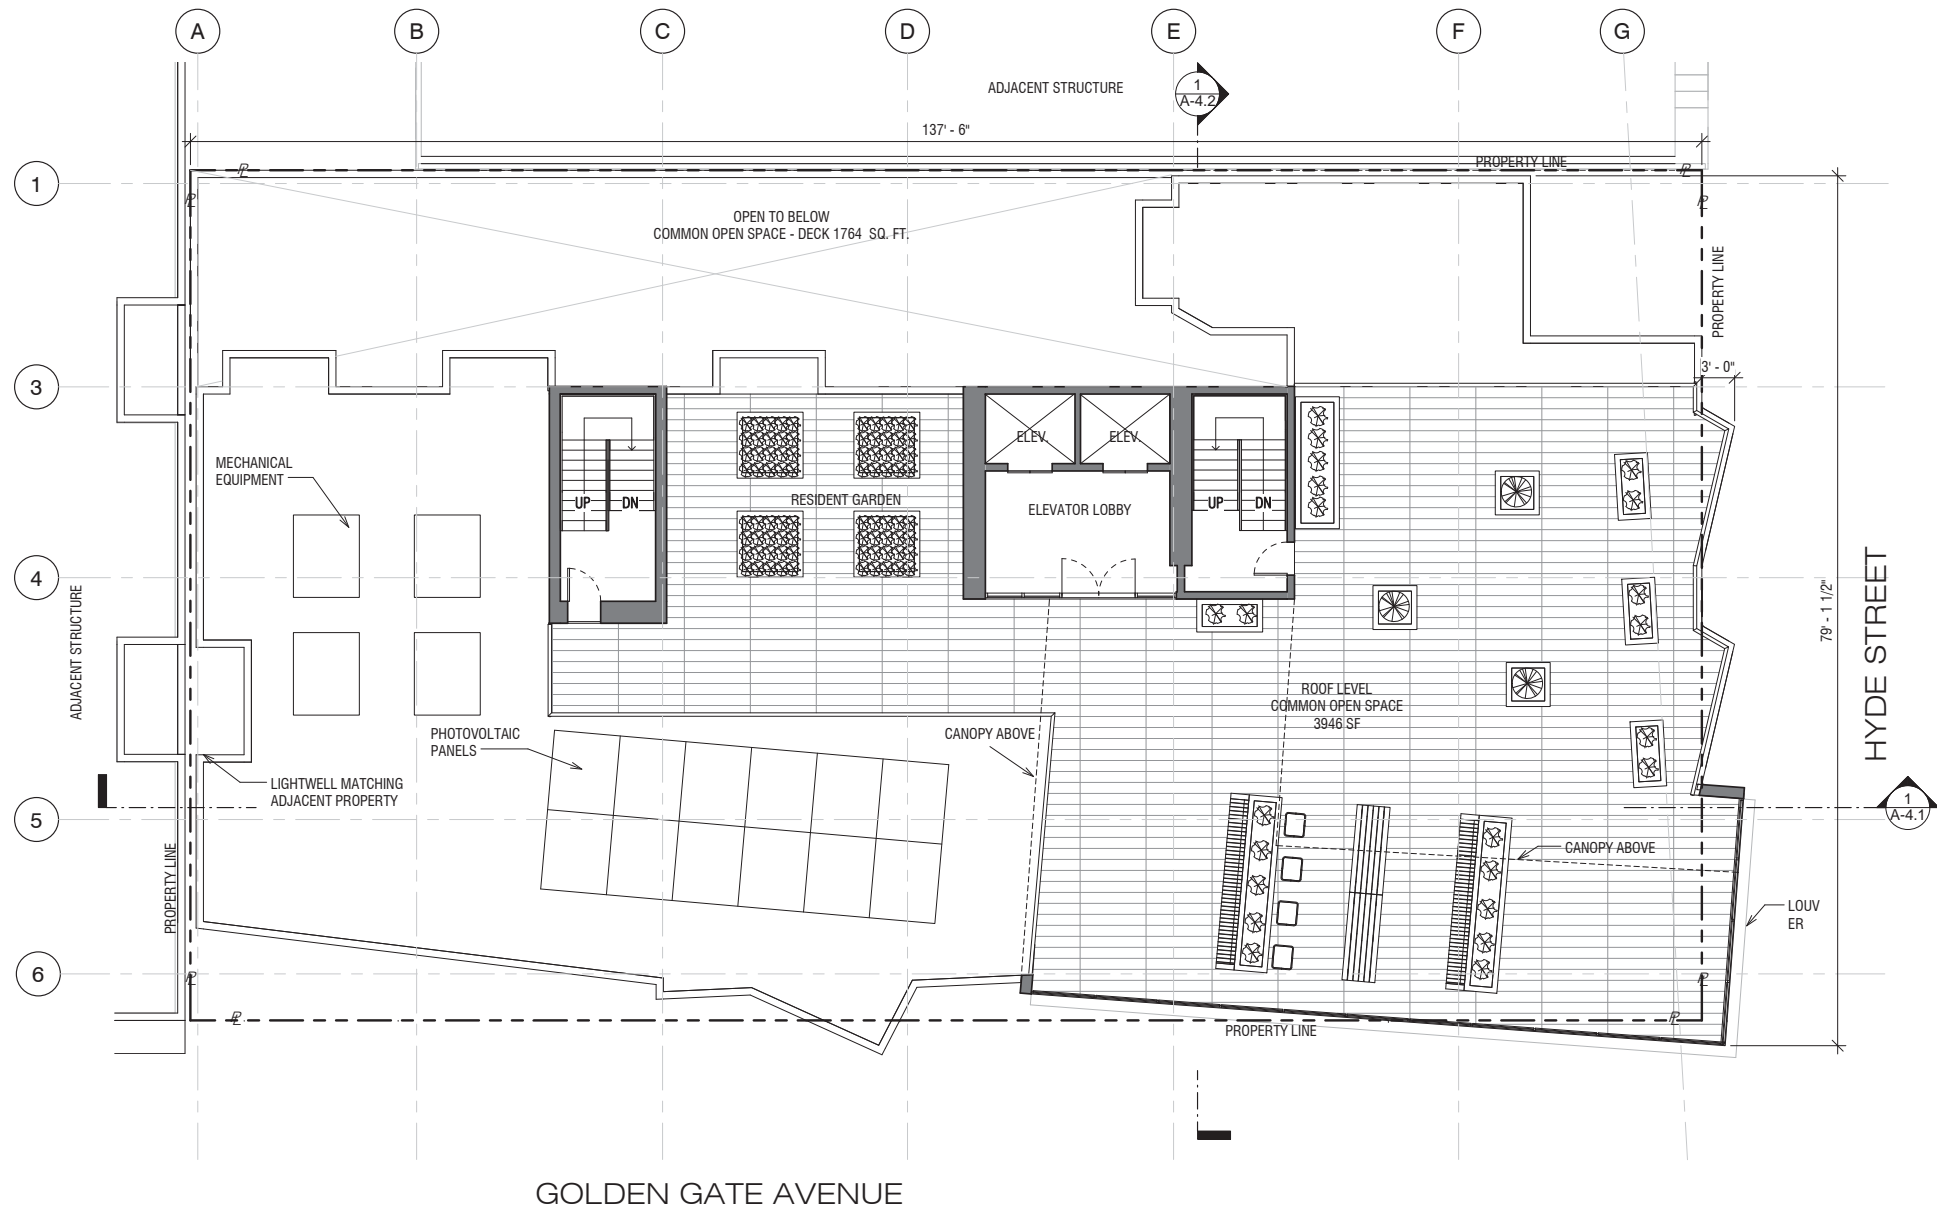 A B C D E F G
ADJACENT STRUCTURE
1
A-4.2
137' - 6"
PROPERTY LINE
1
OPEN TO BELOW
COMMON OPEN SPACE - DECK 1764 SQ. FT.
PROPERTY LINE
3
3' - 0"
MECHANICAL
EQUIPMENT
UP DN
RESIDENT GARDEN
ELEV. ELEV.
ELEVATOR LOBBY
UP DN
4
ADJACENT STRUCTURE
79' - 1 1/2"
HYDE STREET
ROOF LEVEL
COMMON OPEN SPACE
3946 SF
PHOTOVOLTAIC
PANELS
CANOPY ABOVE
LIGHTWELL MATCHING
ADJACENT PROPERTY
1
A-4.1
5
CANOPY ABOVE
PROPERTY LINE
LOUV
ER
6
PROPERTY LINE
GOLDEN GATE AVENUE